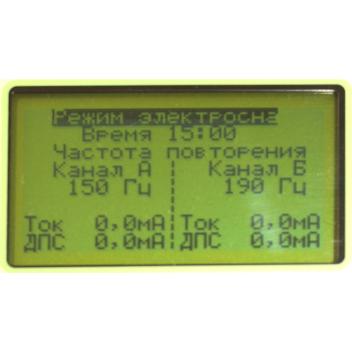 Режим электросна
Время 15:00
Частота повторения
Канал А Канал Б
150 Гц 190 Гц
Ток 0,0мА Ток 0,0мА
ДПС 0,0мА ДПС 0,0мА